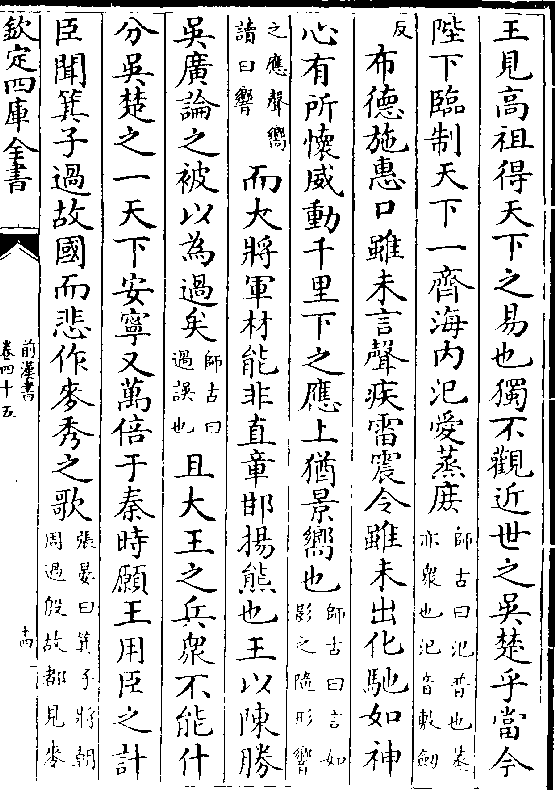 王見高祖得天下之易也獨不觀近世之吳楚乎當今
陛下臨制天下一齊海内汜愛蒸庶師古曰汜普也蒸亦衆也汜音敷劒
反布德施惠口雖未言聲疾雷震令雖未出化馳如神
心有所懷威動千里下之應上猶景嚮也師古曰言如影之隨形響
之應聲嚮讀曰響而大將軍材能非直章邯揚熊也王以陳勝
吳廣論之被以為過矣師古曰過誤也且大王之兵衆不能什
分吳楚之一天下安寧又萬倍于秦時願王用臣之計
臣聞箕子過故國而悲作麥秀之歌張晏曰箕子將朝周過殷故都見麥
欽定四庫全書
前漢書
卷四十五
十四